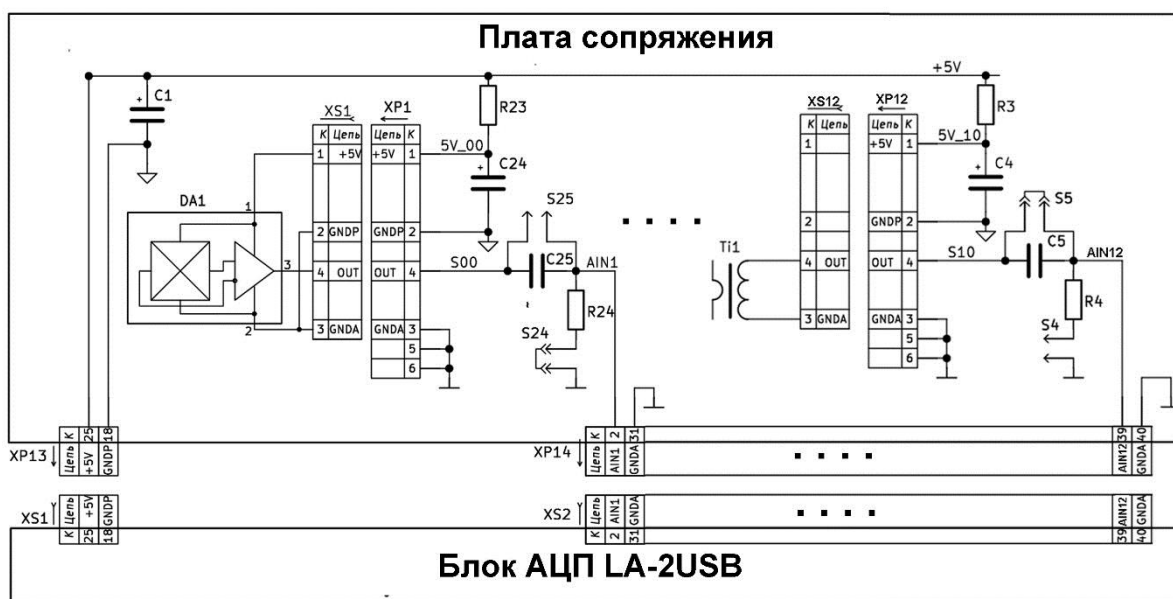 Плата сопряжения
+5V
C1
R23
R3
XS1
XP1
XS12
XP12
К Цепь
Цепь К
К Цепь
Цепь К
1 +5V
+5V 1
5V_00
1
+5V 1
5V_10
C24
C4
DA1
1
S25
S5
2 GNDP
GNDP 2
2
GNDP 2
Ti1
3
4 OUT
OUT 4
S00
C25
AIN1
4 OUT
OUT 4
S10
C5
AIN12
R24
R4
2
3 GNDA
GNDA 3
S24
3 GNDA
GNDA 3
S4
5
5
6
6
XP13
Цепь К
+5V 25
GNDP 18
XP14
Цепь К
AIN1 2
GNDA 31
AIN12 39
GNDA 40
XS1
К Цепь
25 +5V
18 GNDP
XS2
К Цепь
2 AIN1
31 GNDA
39 AIN12
40 GNDA
Блок АЦП LA-2USB